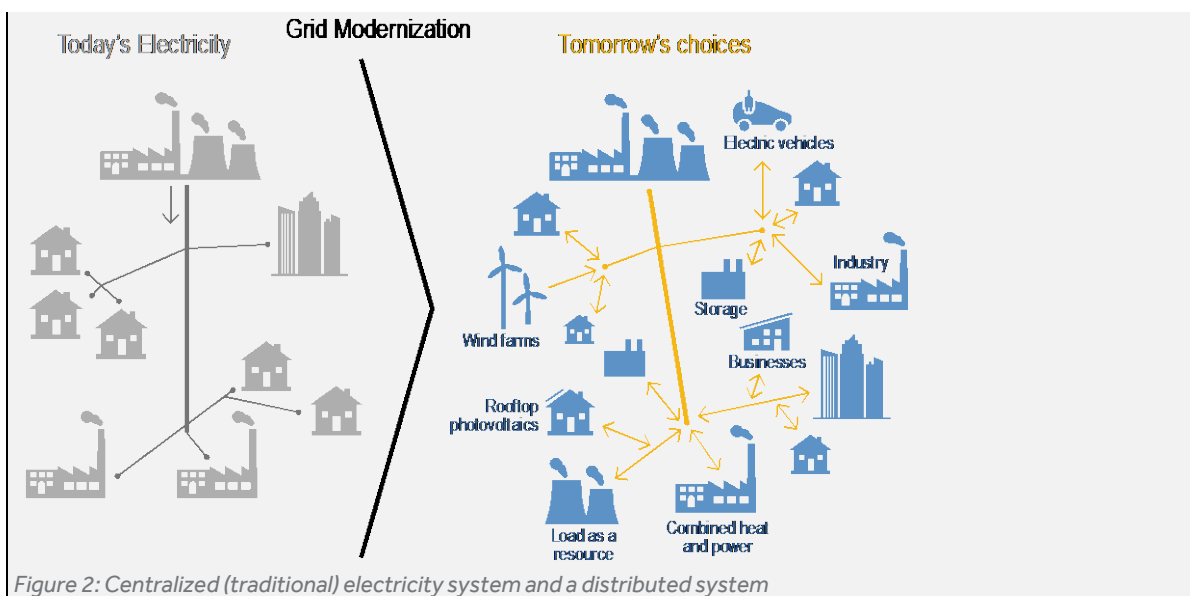 Grid Modernization
Today's Electricity
Tomorrow's choices
Electric vehicles
Industry
Storage
Wind farms
Businesses
Rooftop
photovoltaics
Load as a
resource
Combined heat
and power
Figure 2: Centralized (traditional) electricity system and a distributed system